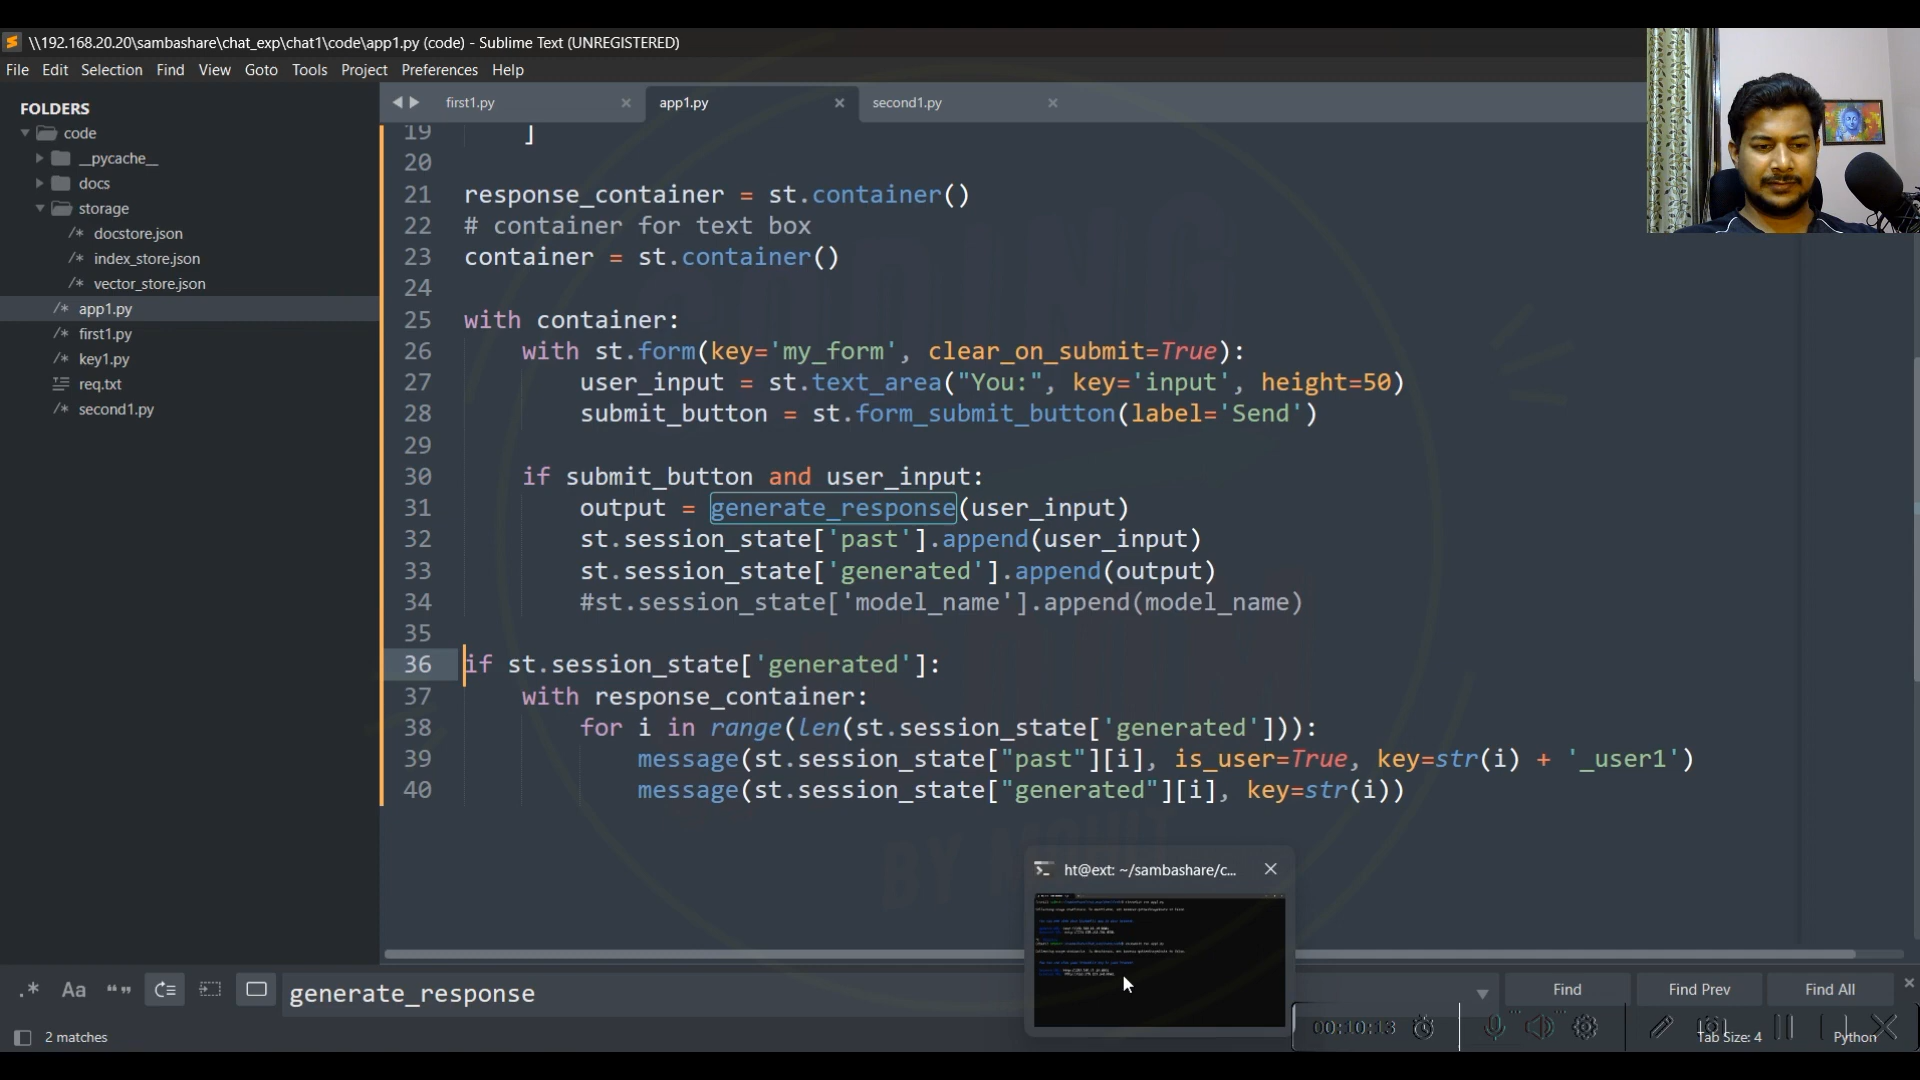 \\192.168.20.20\sambashare\chat_exp\chat1\code\app1.py (code) - Sublime Text (UNREGISTERED)
File Edit Selection Find View Goto Tools Project Preferences Help
FOLDERS
code
__pycache__
docs
storage
/* docstore.json
/* index_store.json
/* vector_store.json
/* app1.py
/* first1.py
/* key1.py
req.txt
/* second1.py
first1.py × app1.py × second1.py ×
19 ]
20
21 response_container = st.container()
22 # container for text box
23 container = st.container()
24
25 with container:
26 with st.form(key='my_form', clear_on_submit=True):
27 user_input = st.text_area("You:", key='input', height=50)
28 submit_button = st.form_submit_button(label='Send')
29
30 if submit_button and user_input:
31 output = generate_response(user_input)
32 st.session_state['past'].append(user_input)
33 st.session_state['generated'].append(output)
34 #st.session_state['model_name'].append(model_name)
35
36 if st.session_state['generated']:
37 with response_container:
38 for i in range(len(st.session_state['generated'])):
39 message(st.session_state["past"][i], is_user=True, key=str(i) + '_user1')
40 message(st.session_state["generated"][i], key=str(i))
ht@ext: ~/sambashare/c...
.* Aa “ ” generate_response Find Find Prev Find All
2 matches
00:10:13
Tab Size: 4 Python